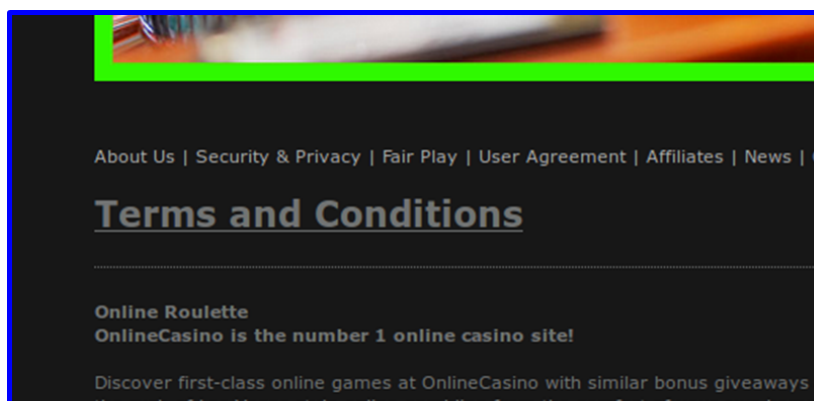 About Us | Security & Privacy | Fair Play | User Agreement | Affiliates | News |
Terms and Conditions
Online Roulette
OnlineCasino is the number 1 online casino site!
Discover first-class online games at OnlineCasino with similar bonus giveaways